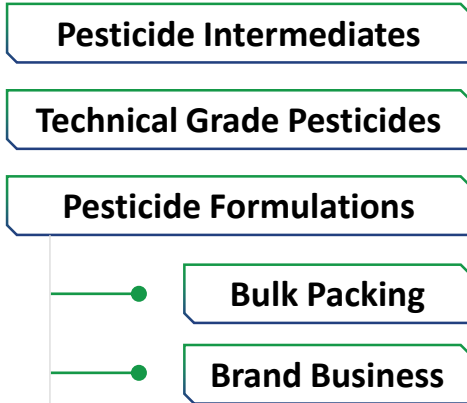 Pesticide Intermediates
Technical Grade Pesticides
Pesticide Formulations
Bulk Packing
Brand Business